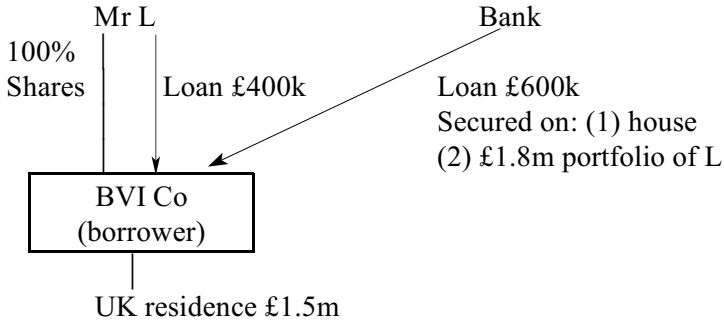 Mr L
Bank
100%
Shares
Loan £400k
Loan £600k
Secured on: (1) house
(2) £1.8m portfolio of L
BVI Co
(borrower)
UK residence £1.5m